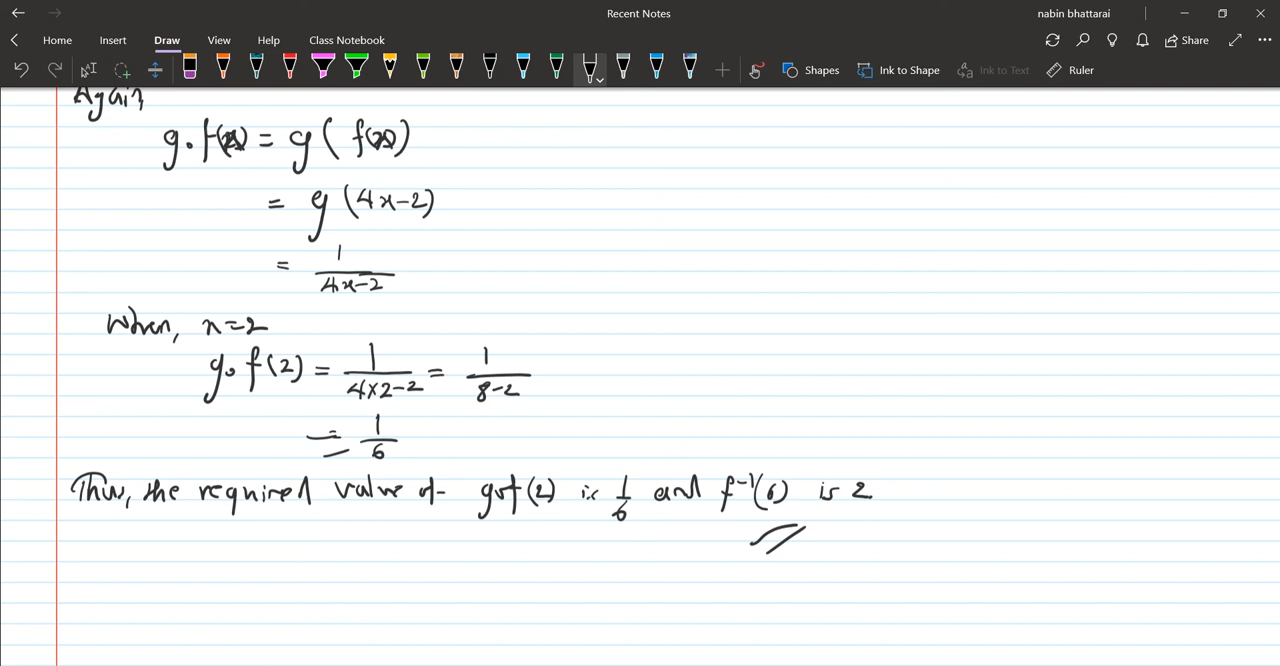 Recent Notes
nabin bhattarai
Home Insert Draw View Help Class Notebook
Share
Shapes Ink to Shape Ink to Text Ruler
Again
g∘f(x) = g( f(x))
= g (4x-2)
= 1/(4x-2)
When, x=2
g∘f(2) = 1/(4×2-2) = 1/(8-2)
= 1/6
Thus, the required value of gof(2) is 1/6 and f⁻¹(6) is 2